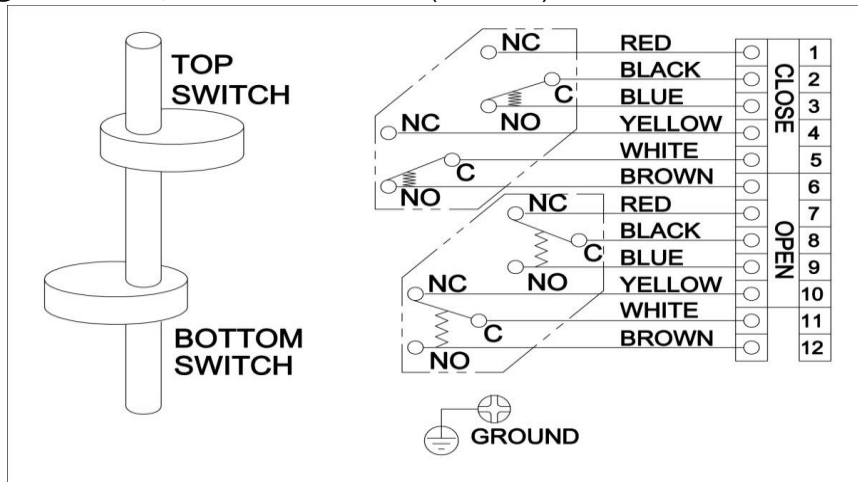 TOP
SWITCH
BOTTOM
SWITCH
NC
C
NO
NC
C
NO
NC
C
NO
NC
C
NO
RED
BLACK
BLUE
YELLOW
WHITE
BROWN
RED
BLACK
BLUE
YELLOW
WHITE
BROWN
CLOSE
OPEN
1
2
3
4
5
6
7
8
9
10
11
12
GROUND